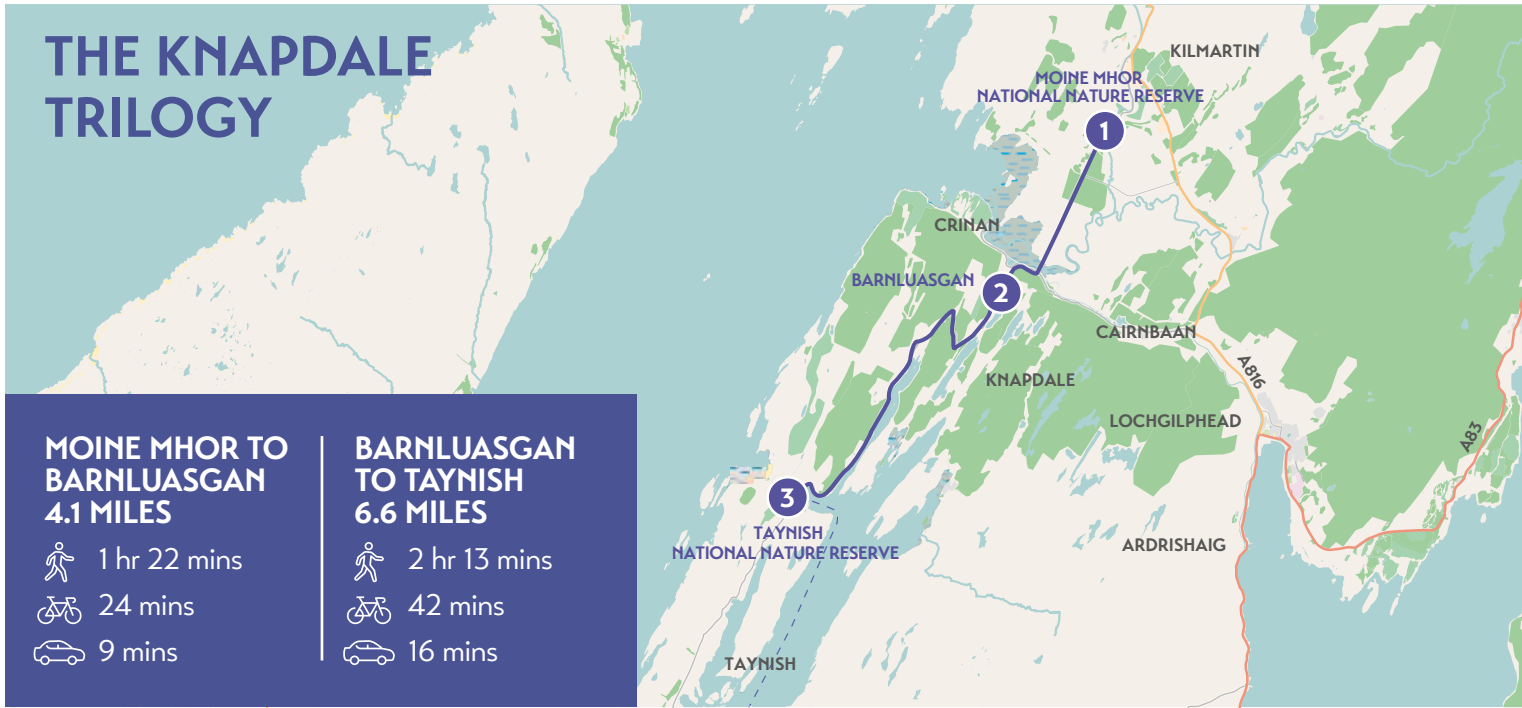 THE KNAPDALE
TRILOGY
KILMARTIN
MOINE MHOR
NATIONAL NATURE RESERVE
1
CRINAN
BARNLUASGAN
2
CAIRNBAAN
KNAPDALE
A816
LOCHGILPHEAD
A83
3
TAYNISH
NATIONAL NATURE RESERVE
ARDRISHAIG
TAYNISH
MOINE MHOR TO
BARNLUASGAN
4.1 MILES
1 hr 22 mins
24 mins
9 mins
BARNLUASGAN
TO TAYNISH
6.6 MILES
2 hr 13 mins
42 mins
16 mins